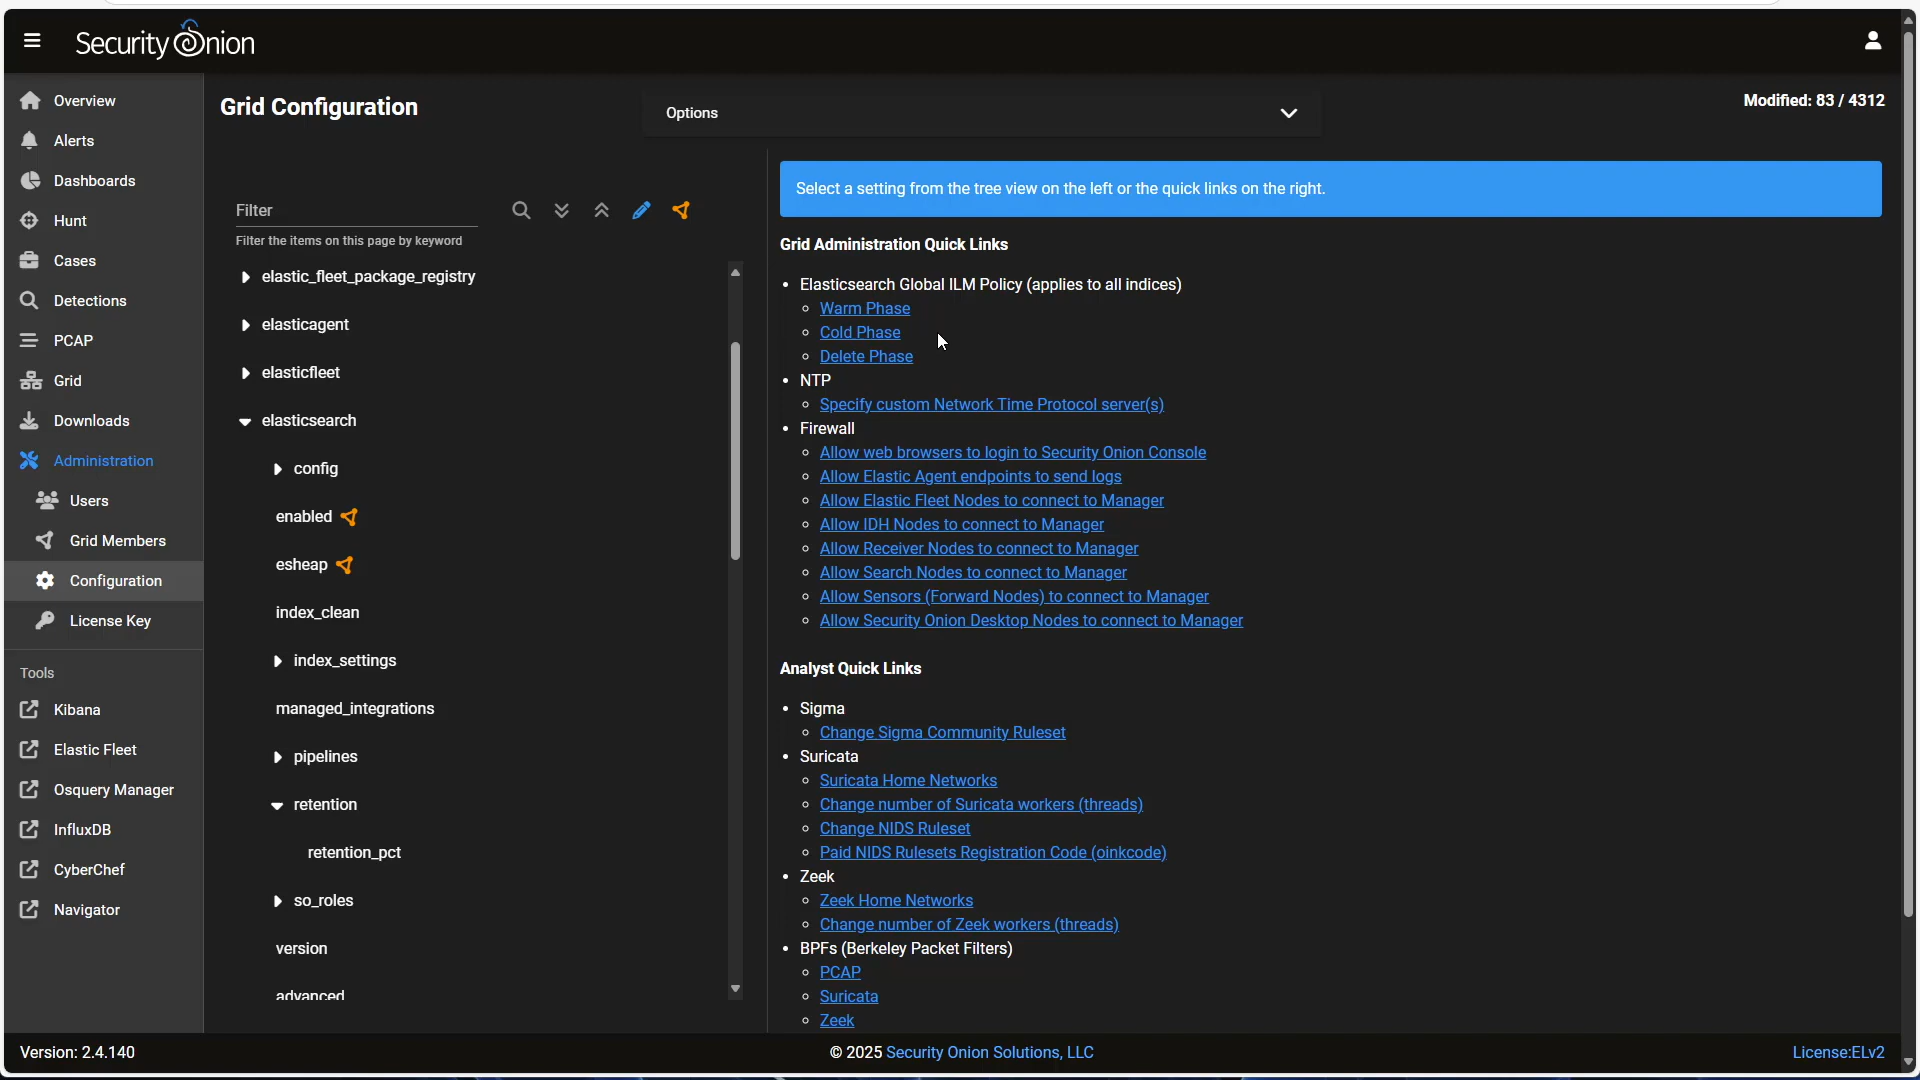 Security Onion
Overview
Alerts
Dashboards
Hunt
Cases
Detections
PCAP
Grid
Downloads
Administration
Users
Grid Members
Configuration
License Key
Tools
Kibana
Elastic Fleet
Osquery Manager
InfluxDB
CyberChef
Navigator
Grid Configuration
Options
Modified: 83 / 4312
Filter
Filter the items on this page by keyword
elastic_fleet_package_registry
elasticagent
elasticfleet
elasticsearch
config
enabled
esheap
index_clean
index_settings
managed_integrations
pipelines
retention
retention_pct
so_roles
version
advanced
Select a setting from the tree view on the left or the quick links on the right.
Grid Administration Quick Links
Elasticsearch Global ILM Policy (applies to all indices)
Warm Phase
Cold Phase
Delete Phase
NTP
Specify custom Network Time Protocol server(s)
Firewall
Allow web browsers to login to Security Onion Console
Allow Elastic Agent endpoints to send logs
Allow Elastic Fleet Nodes to connect to Manager
Allow IDH Nodes to connect to Manager
Allow Receiver Nodes to connect to Manager
Allow Search Nodes to connect to Manager
Allow Sensors (Forward Nodes) to connect to Manager
Allow Security Onion Desktop Nodes to connect to Manager
Analyst Quick Links
Sigma
Change Sigma Community Ruleset
Suricata
Suricata Home Networks
Change number of Suricata workers (threads)
Change NIDS Ruleset
Paid NIDS Rulesets Registration Code (oinkcode)
Zeek
Zeek Home Networks
Change number of Zeek workers (threads)
BPFs (Berkeley Packet Filters)
PCAP
Suricata
Zeek
Version: 2.4.140
© 2025 Security Onion Solutions, LLC
License:ELv2